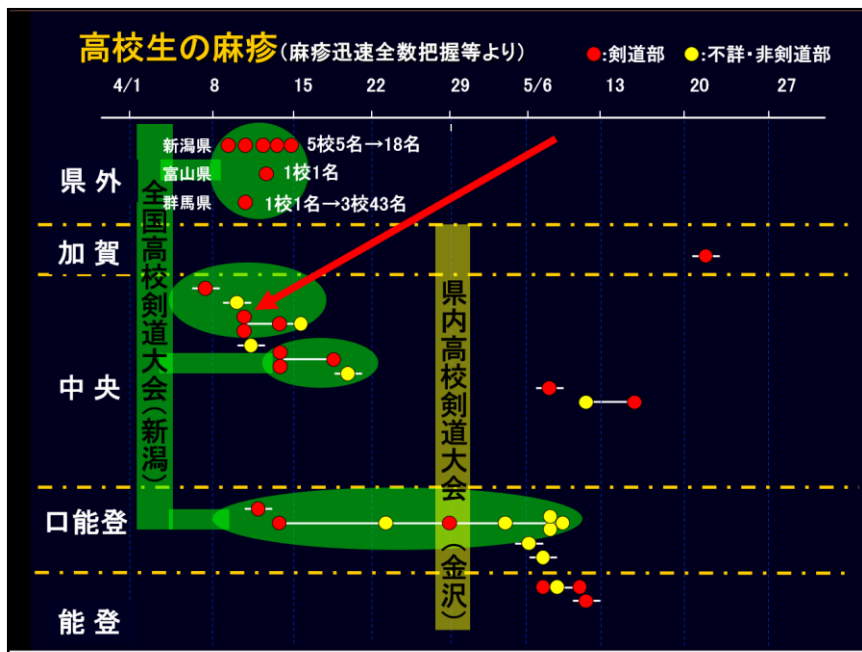 高校生の麻疹(麻疹迅速全数把握等より)
●:剣道部 ●:不詳・非剣道部
4/1 8 15 22 29 5/6 13 20 27
県外
新潟県 5校5名→18名
富山県 1校1名
群馬県 1校1名→3校43名
全国高校剣道大会(新潟)
加賀
県内高校剣道大会(金沢)
中央
口能登
能登